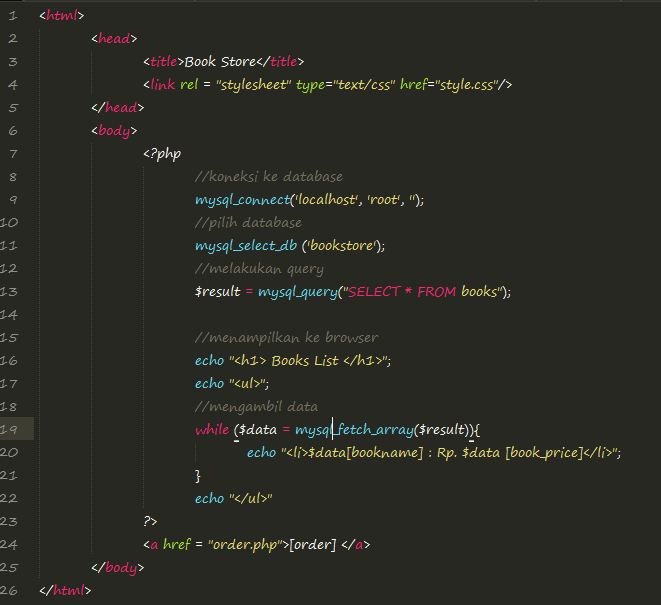 1 <html>
2 <head>
3 <title>Book Store</title>
4 <link rel = "stylesheet" type="text/css" href="style.css"/>
5 </head>
6 <body>
7 <?php
8 //koneksi ke database
9 mysql_connect('localhost', 'root', '');
10 //pilih database
11 mysql_select_db ('bookstore');
12 //melakukan query
13 $result = mysql_query("SELECT * FROM books");
14
15 //menampilkan ke browser
16 echo "<h1> Books List </h1>";
17 echo "<ul>";
18 //mengambil data
19 while ($data = mysql_fetch_array($result)){
20 echo "<li>$data[bookname] : Rp. $data [book_price]</li>";
21 }
22 echo "</ul>"
23 ?>
24 <a href = "order.php">[order] </a>
25 </body>
26 </html>